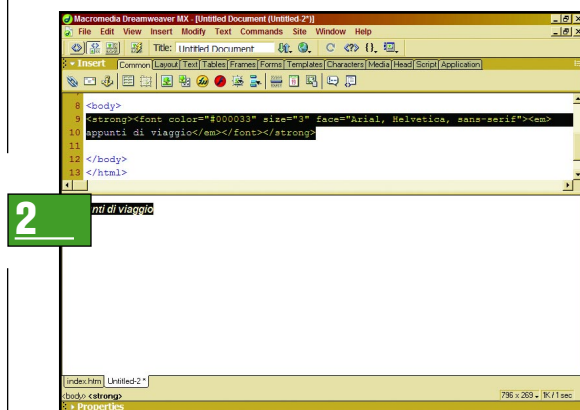 Macromedia Dreamweaver MX - [Untitled Document (Untitled-2*)]
File Edit View Insert Modify Text Commands Site Window Help
Title: Untitled Document
Insert Common Layout Text Tables Frames Forms Templates Characters Media Head Script Application
8 <body>
9 <strong><font color="#000033" size="3" face="Arial, Helvetica, sans-serif"><em>
10 appunti di viaggio</em></font></strong>
11
12 </body>
13 </html>
2
nti di viaggio
index.htm Untitled-2*
<body> <strong> 796 x 269 1K / 1 sec
Properties